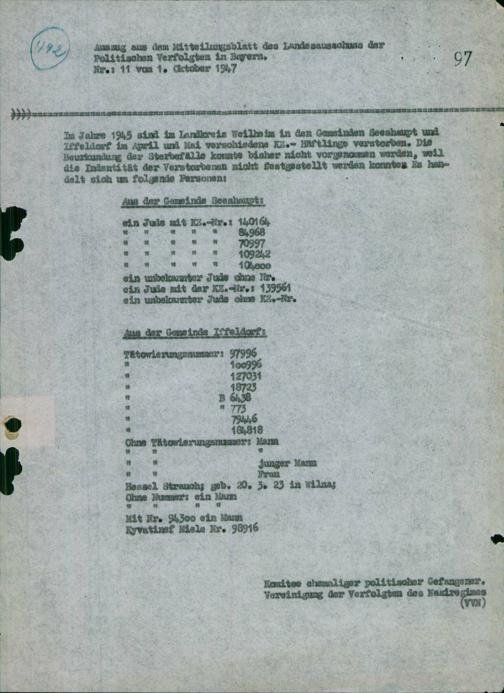 492
97
Auszug aus dem Mitteilungsblatt des Landesausschuss der
Politischen Verfolgten in Bayern.
Nr.: 11 vom 1. Oktober 1947
Im Jahre 1945 sind im Landkreis Weilheim in den Gemeinden Seeshaupt und
Iffeldorf im April und Mai verschiedene KZ.- Häftlinge verstorben. Die
Beurkundung der Sterbefälle konnte bisher nicht vorgenommen werden, weil
die Indentität der Verstorbenen nicht festgestellt werden konnte. Es han-
delt sich um folgende Personen:
Aus der Gemeinde Seeshaupt:
ein Jude mit KZ.-Nr.: 140164
" " " " " 84968
" " " " " 70997
" " " " " 109242
" " " " " 104000
ein unbekannter Jude ohne Nr.
ein Jude mit der KZ.-Nr.: 139561
ein unbekannter Jude ohne KZ.-Nr.
Aus der Gemeinde Iffeldorf:
Tätowierungsnummer: 97996
" 100996
" 127031
" 18723
" B 6438
" " 773
" 79446
" 184818
Ohne Tätowierungsnummer: Mann
" " "
" " junger Mann
" " Frau
Hessel Strauch; geb. 20. 3. 23 in Wilna;
Ohne Nummer: ein Mann
" " " "
Mit Nr. 94300 ein Mann
Miele Nr. 98916
Komitee ehemaliger politischer Gefangener.
Vereinigung der Verfolgten des Naziregimes
(VVN)